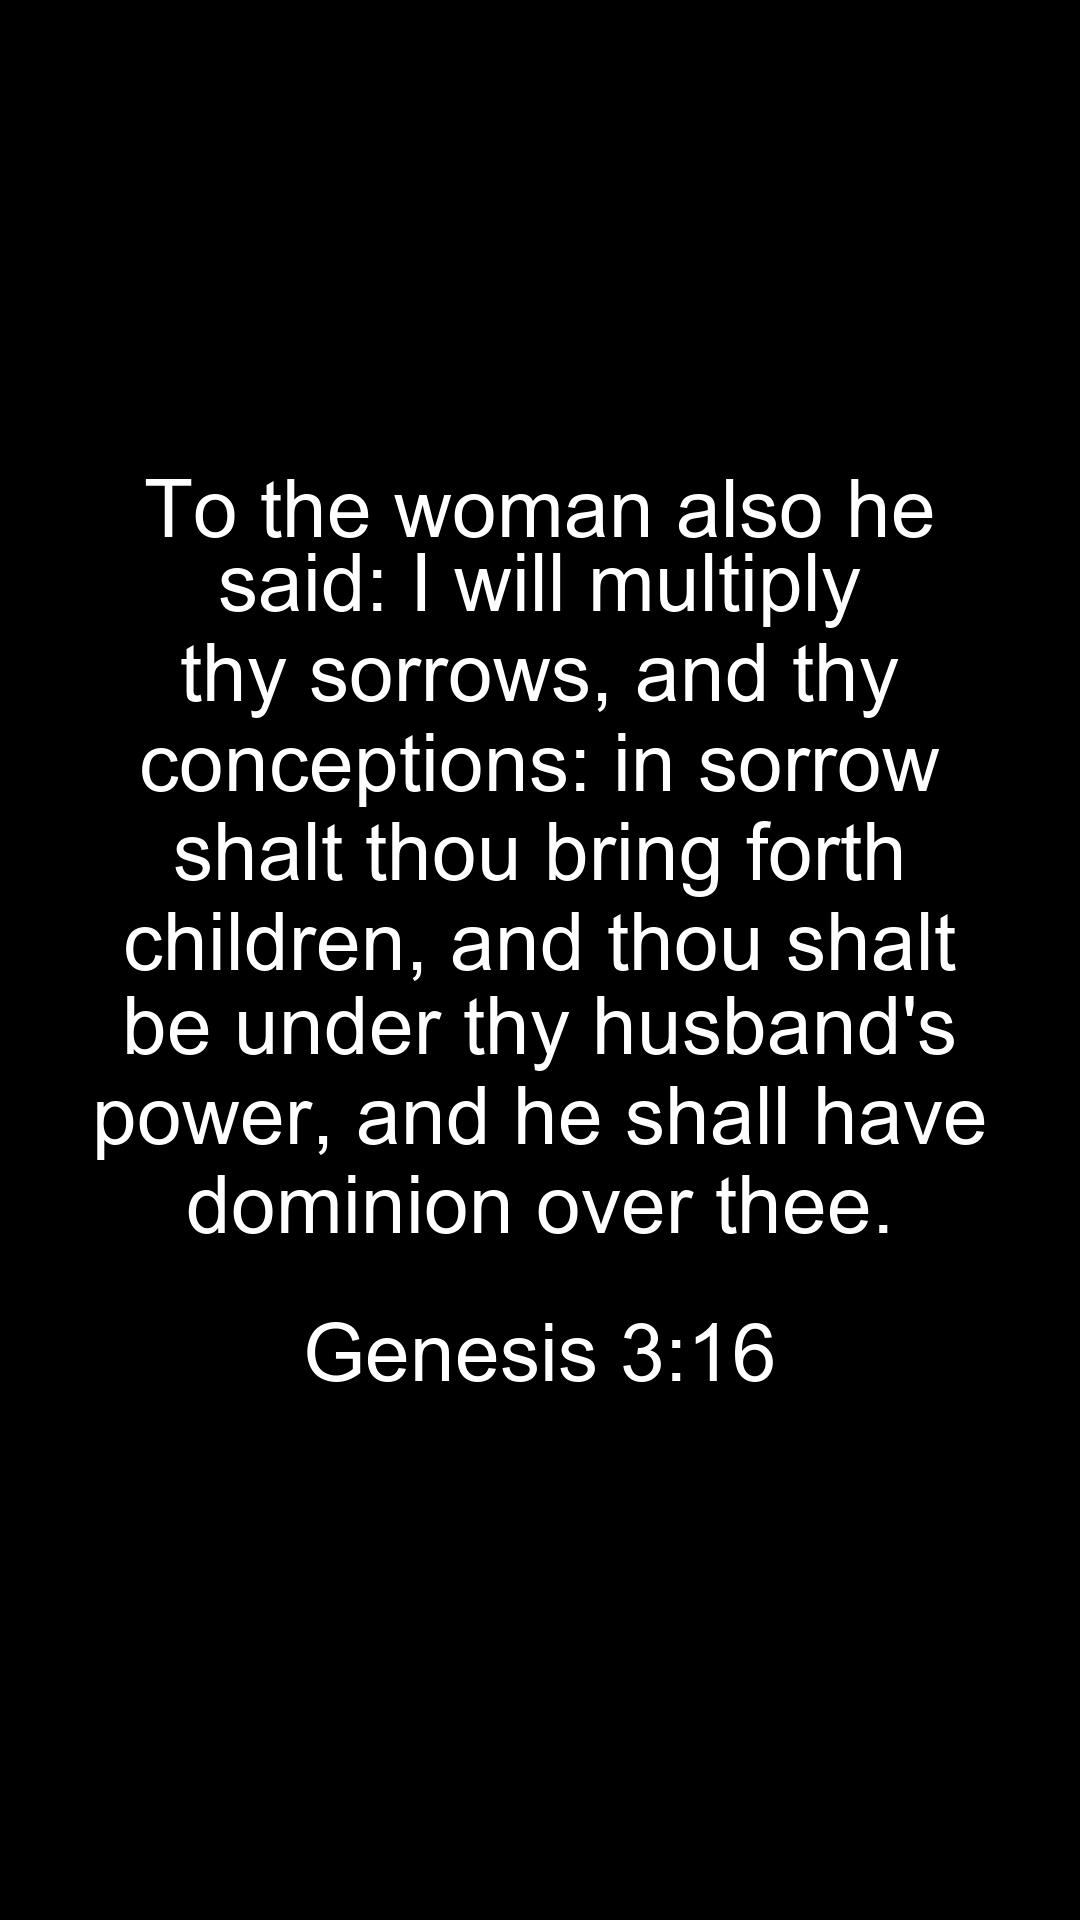 To the woman also he
said: I will multiply
thy sorrows, and thy
conceptions: in sorrow
shalt thou bring forth
children, and thou shalt
be under thy husband's
power, and he shall have
dominion over thee.
Genesis 3:16